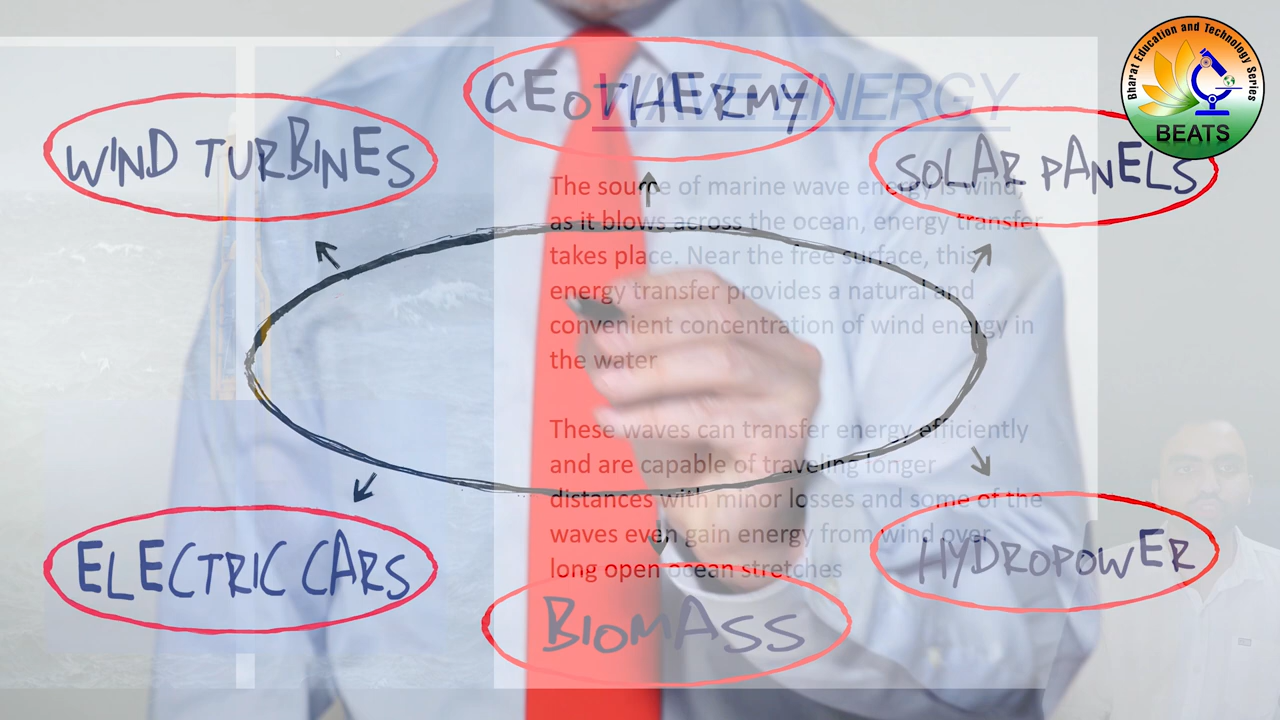 GEOTHERMY
WAVE ENERGY
WIND TURBINES
SOLAR PANELS
Bharat Education and Technology Series
BEATS
The source of marine wave energy is wind
as it blows across the ocean, energy transfer
takes place. Near the free surface, this
energy transfer provides a natural and
convenient concentration of wind energy in
the water
These waves can transfer energy efficiently
and are capable of traveling longer
distances with minor losses and some of the
waves even gain energy from wind over
long open ocean stretches
ELECTRIC CARS
HYDROPOWER
BIOMASS